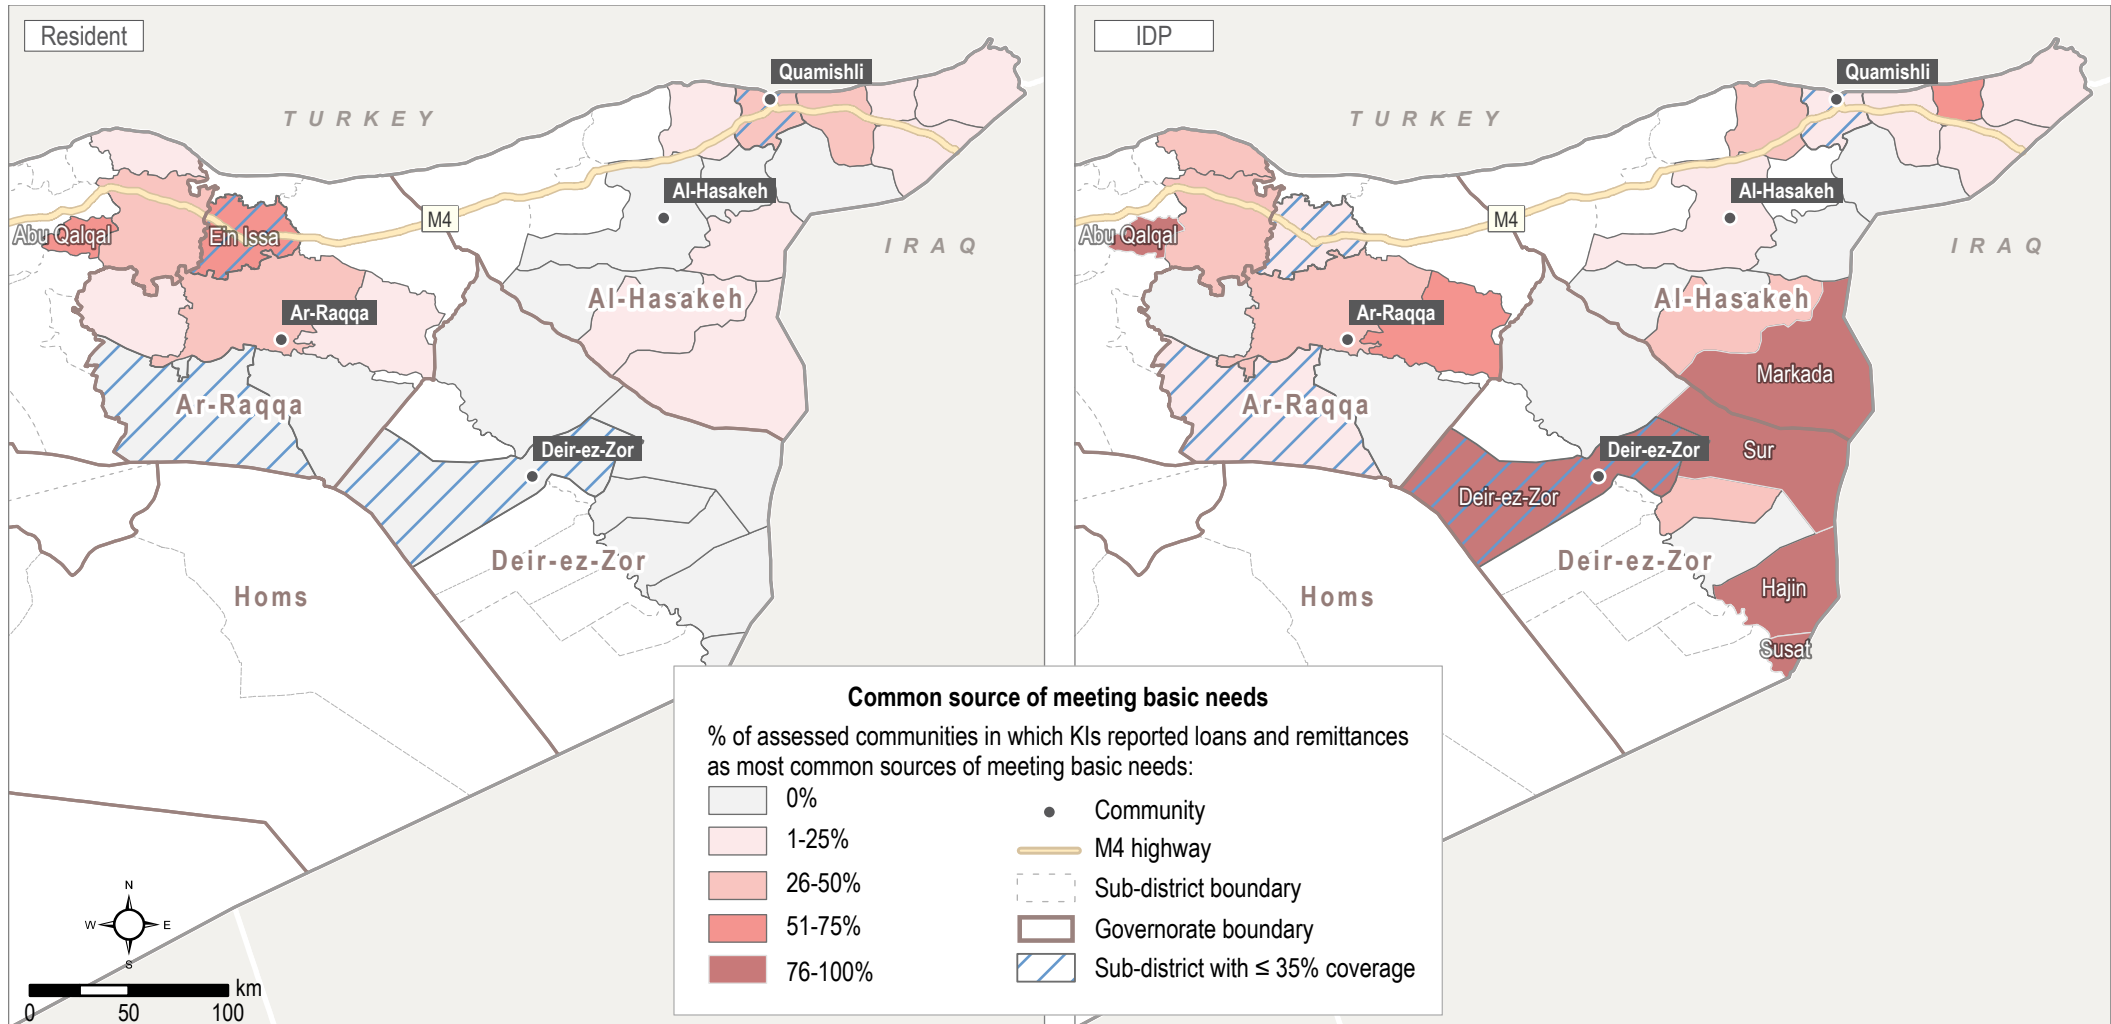 Resident
Quamishli
TURKEY
Al-Hasakeh
M4
Abu Qalqal
Ein Issa
IRAQ
Al-Hasakeh
Ar-Raqqa
Ar-Raqqa
Deir-ez-Zor
Deir-ez-Zor
Homs
N
W
E
S
km
0
50
100
IDP
Quamishli
TURKEY
Al-Hasakeh
M4
Abu Qalqal
IRAQ
Al-Hasakeh
Ar-Raqqa
Markada
Ar-Raqqa
Deir-ez-Zor
Sur
Deir-ez-Zor
Deir-ez-Zor
Hajin
Homs
Susat
Common source of meeting basic needs
% of assessed communities in which KIs reported loans and remittances
as most common sources of meeting basic needs:
0%
1-25%
26-50%
51-75%
76-100%
Community
M4 highway
Sub-district boundary
Governorate boundary
Sub-district with ≤ 35% coverage